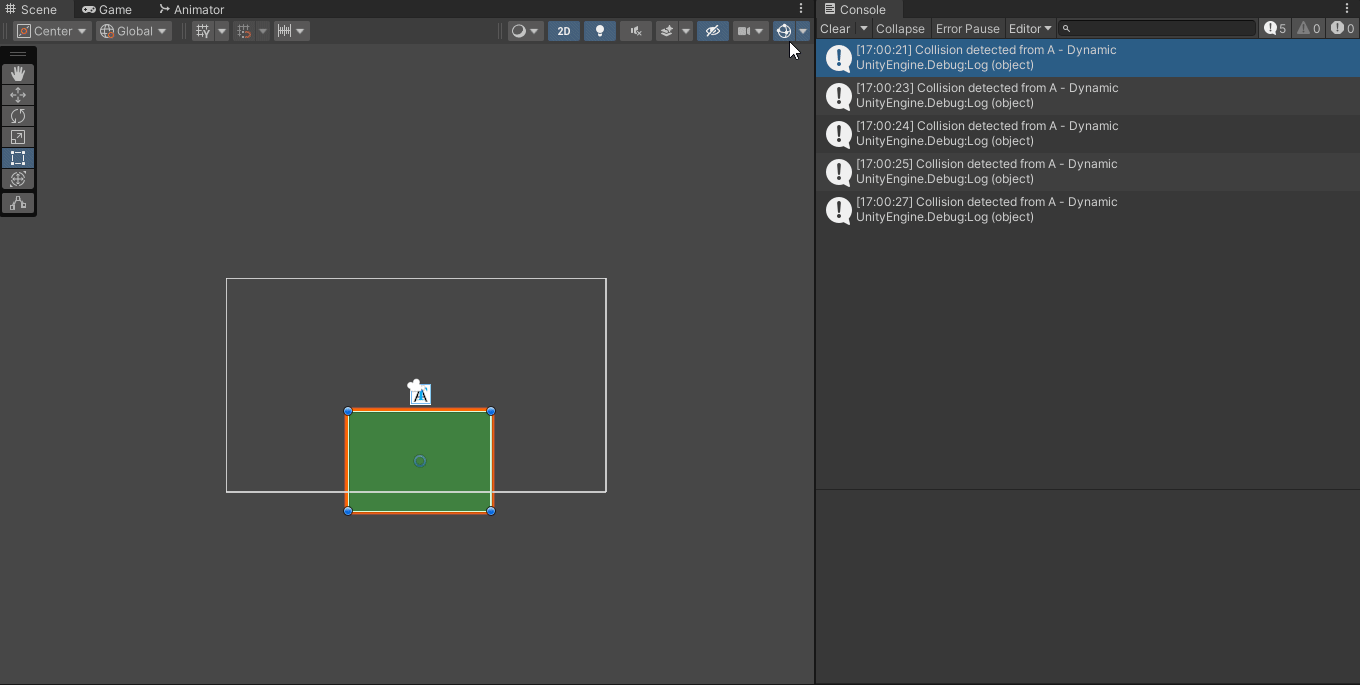 Scene
Game
Animator
Console
Center
Global
2D
Clear
Collapse
Error Pause
Editor
5
0
0
[17:00:21] Collision detected from A - Dynamic
UnityEngine.Debug:Log (object)
[17:00:23] Collision detected from A - Dynamic
UnityEngine.Debug:Log (object)
[17:00:24] Collision detected from A - Dynamic
UnityEngine.Debug:Log (object)
[17:00:25] Collision detected from A - Dynamic
UnityEngine.Debug:Log (object)
[17:00:27] Collision detected from A - Dynamic
UnityEngine.Debug:Log (object)